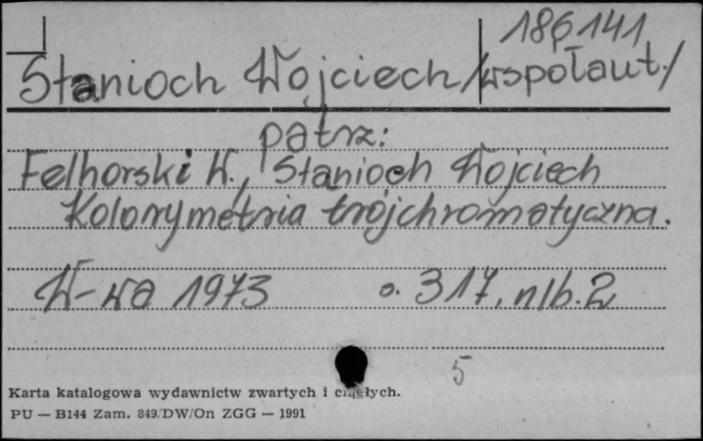 186141
Stanioch Wojciech /współaut./
patrz:
Felhorski W., Stanioch Wojciech
Kolorymetria trójchromatyczna.
W-wa 1973 s. 317, nlb. 2
5
Karta katalogowa wydawnictw zwartych i ciągłych.
PU — B144 Zam. 849/DW/On ZGG — 1991